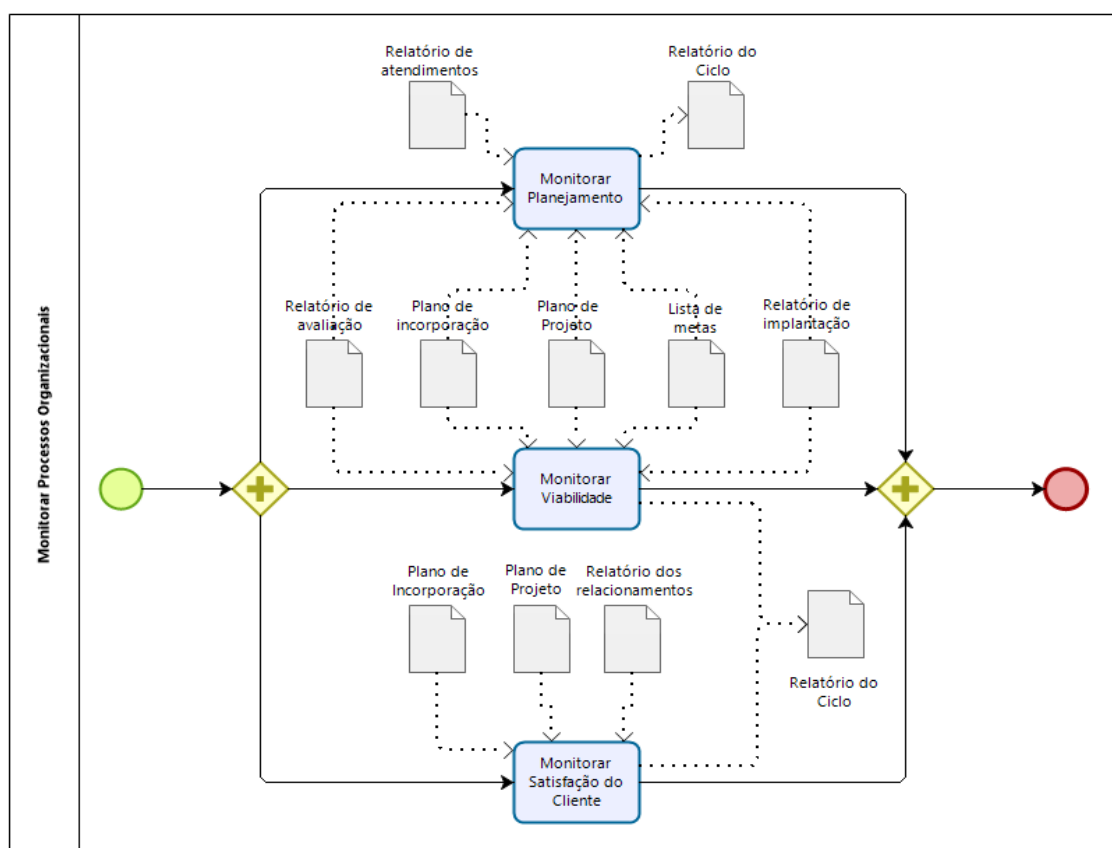 Monitorar Processos Organizacionais
Relatório de
atendimentos
Relatório do
Ciclo
Monitorar
Planejamento
Relatório de
avaliação
Plano de
incorporação
Plano de
Projeto
Lista de
metas
Relatório de
implantação
Monitorar
Viabilidade
Plano de
Incorporação
Plano de
Projeto
Relatório dos
relacionamentos
Relatório do
Ciclo
Monitorar
Satisfação do
Cliente